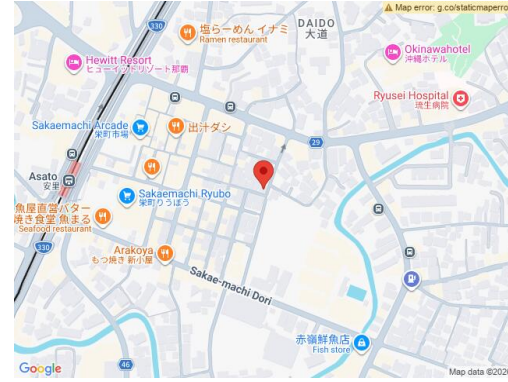 Map error: g.co/staticmaperro
330
塩らーめん イナミ
Ramen restaurant
DAIDO
大道
Okinawahotel
沖縄ホテル
Hewitt Resort
ヒューイットリゾート那覇
Ryusei Hospital
琉生病院
Sakaemachi Arcade
栄町市場
出汁ダシ
29
Asato
安里
Sakaemachi Ryubo
栄町りうぼう
魚屋直営バター
焼き食堂 魚まる
Seafood restaurant
330
Arakoya
もつ焼き 新小屋
Sakae-machi Dori
赤嶺鮮魚店
Fish store
46
Google
Map data ©2026